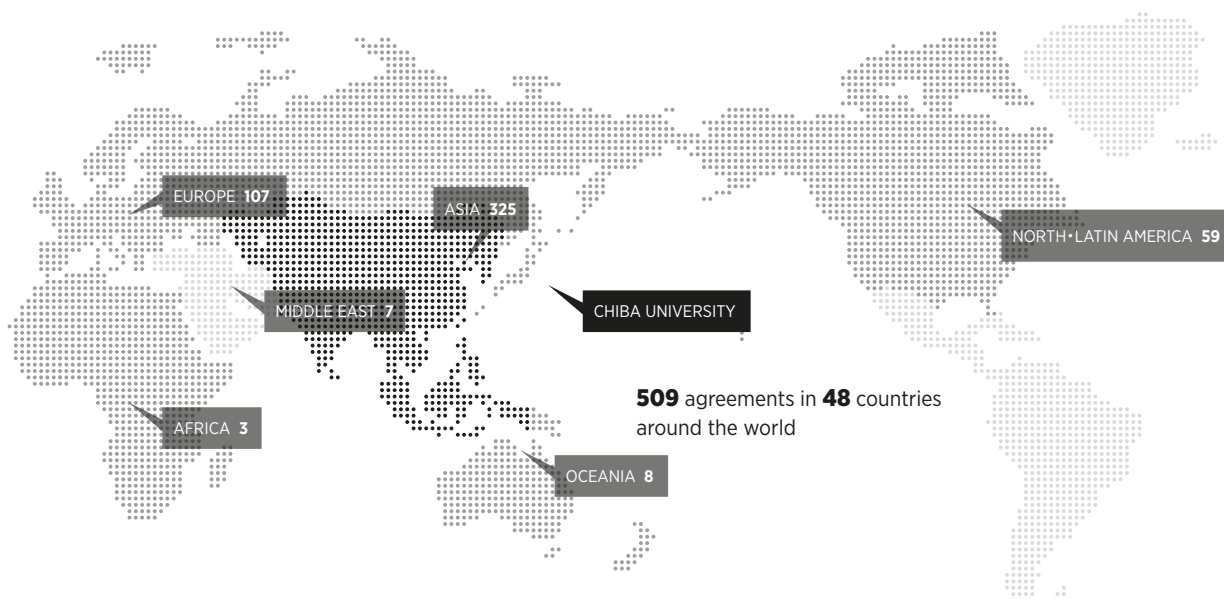 EUROPE 107
ASIA 325
NORTH•LATIN AMERICA 59
MIDDLE EAST 7
CHIBA UNIVERSITY
509 agreements in 48 countries
around the world
AFRICA 3
OCEANIA 8